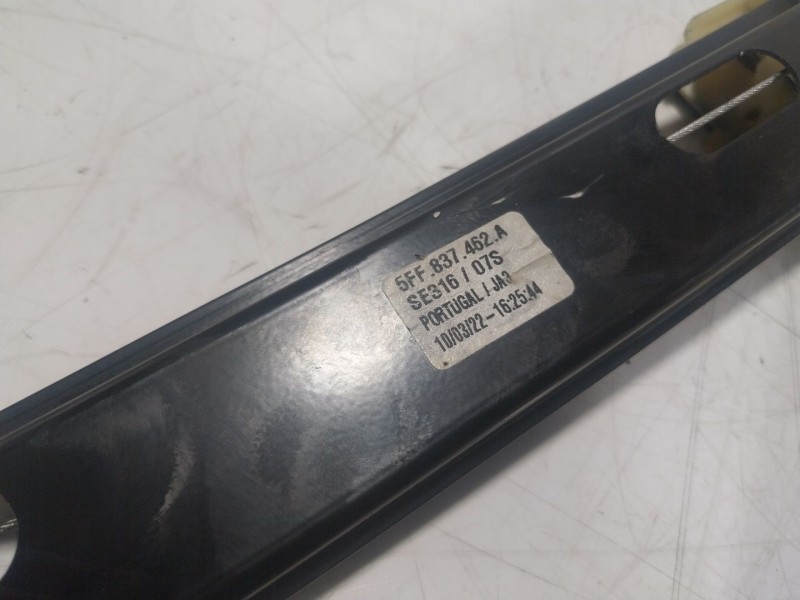 5FF.837.462.A
SE316 / 07S
PORTUGAL / JA3
10/03/22-16:25:44